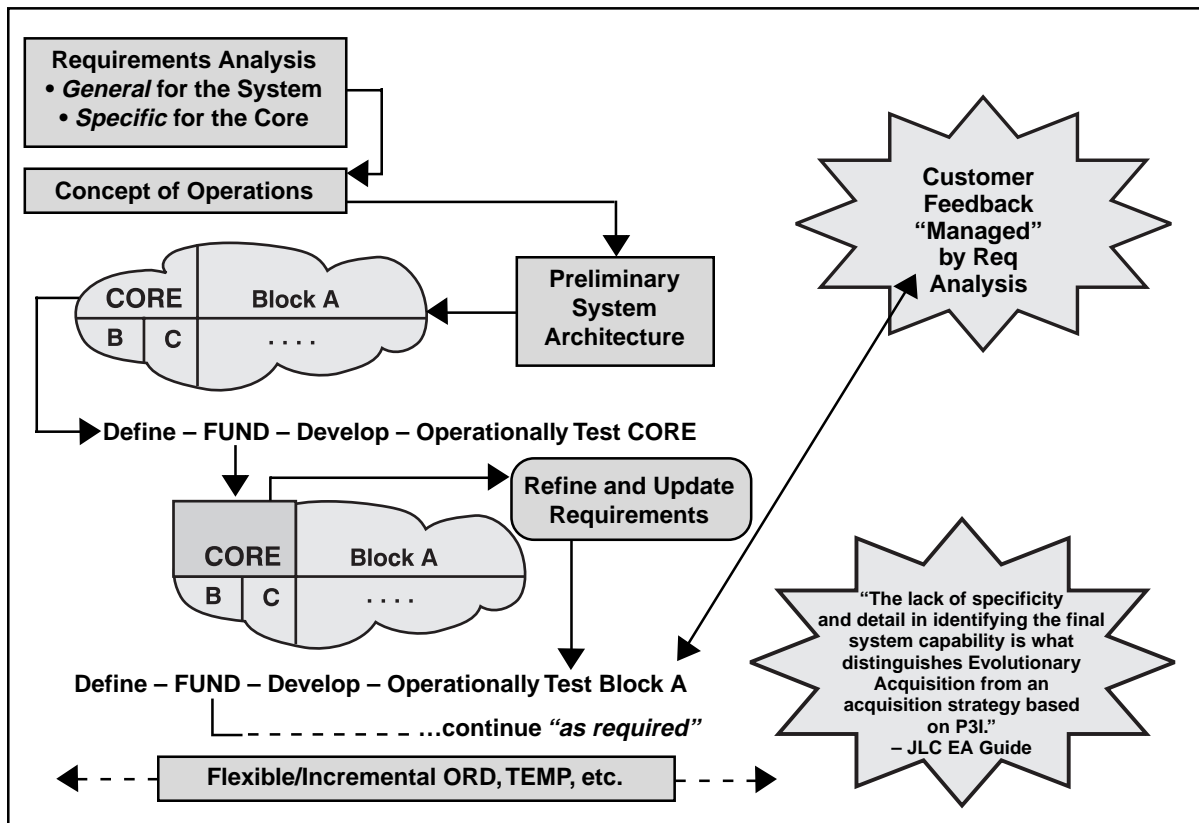 Requirements Analysis
• General for the System
• Specific for the Core
Concept of Operations
Preliminary
System
Architecture
CORE
Block A
B
C
. . . .
Define – FUND – Develop – Operationally Test CORE
Refine and Update
Requirements
CORE
Block A
B
C
. . . .
Define – FUND – Develop – Operationally Test Block A
...continue “as required”
Flexible/Incremental ORD, TEMP, etc.
Customer
Feedback
“Managed”
by Req
Analysis
“The lack of specificity
and detail in identifying the final
system capability is what
distinguishes Evolutionary
Acquisition from an
acquisition strategy based
on P3I.”
– JLC EA Guide